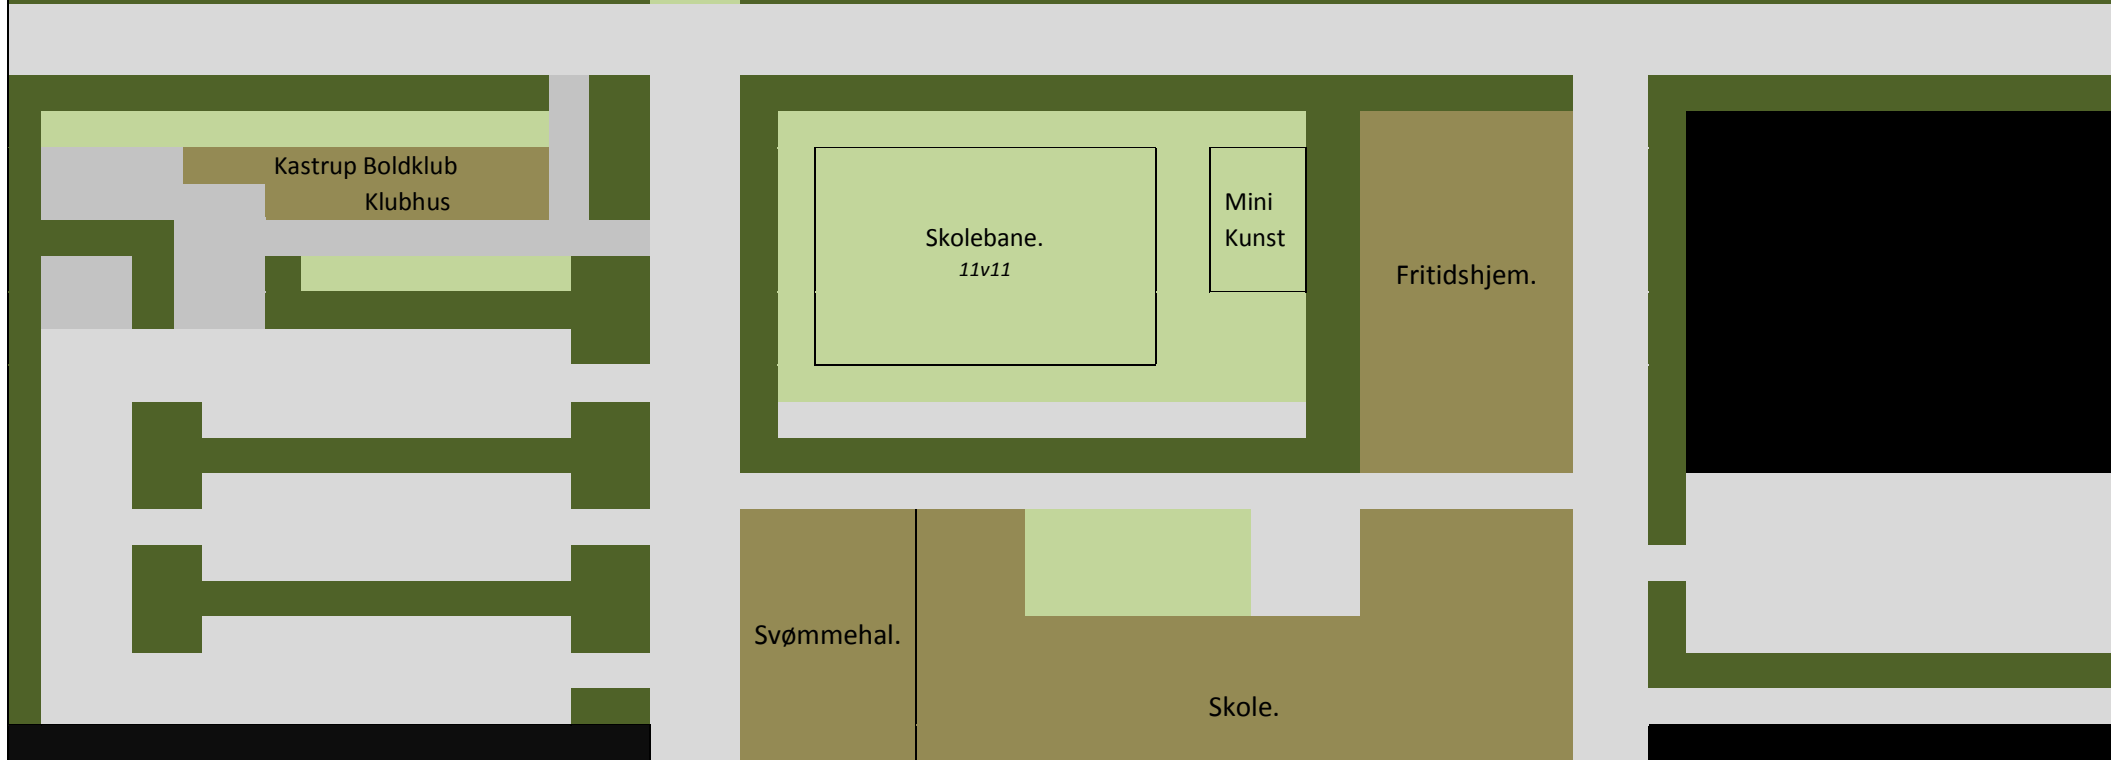 Kastrup Boldklub
Klubhus
Skolebane.
11v11
Mini
Kunst
Fritidshjem.
Svømmehal.
Skole.